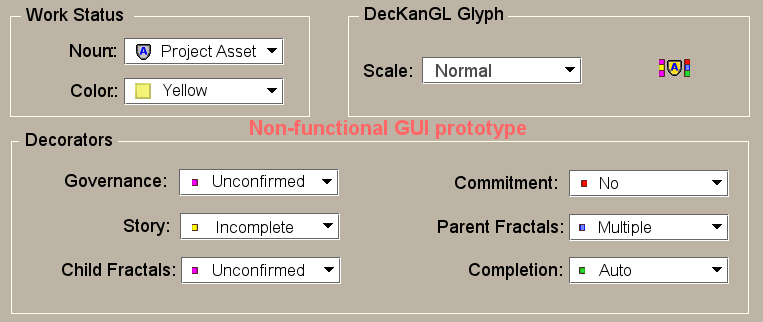 Work Status
Noun:: Project Asset
Color:: Yellow
DecKanGL Glyph
Scale: Normal
A
Non-functional GUI prototype
Decorators
Governance: Unconfirmed
Commitment: No
Story: Incomplete
Parent Fractals: Multiple
Child Fractals: Unconfirmed
Completion: Auto